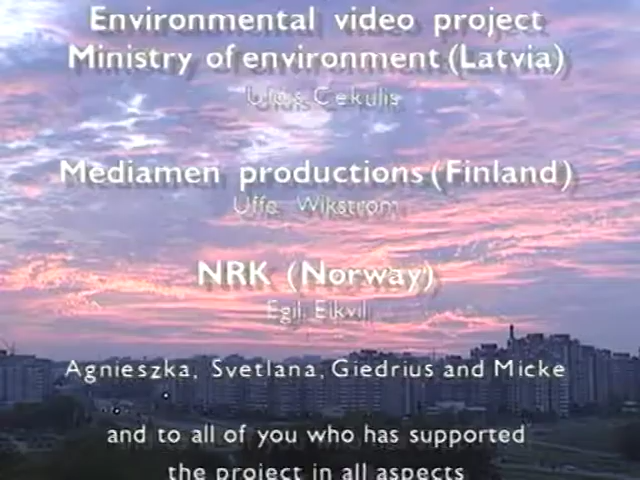 Environmental video project
Ministry of environment (Latvia)
Uldis Cekulis
Mediamen productions (Finland)
Uffe Wikstrom
NRK (Norway)
Egil Eikvil
Agnieszka, Svetlana, Giedrius and Micke
and to all of you who has supported
the project in all aspects